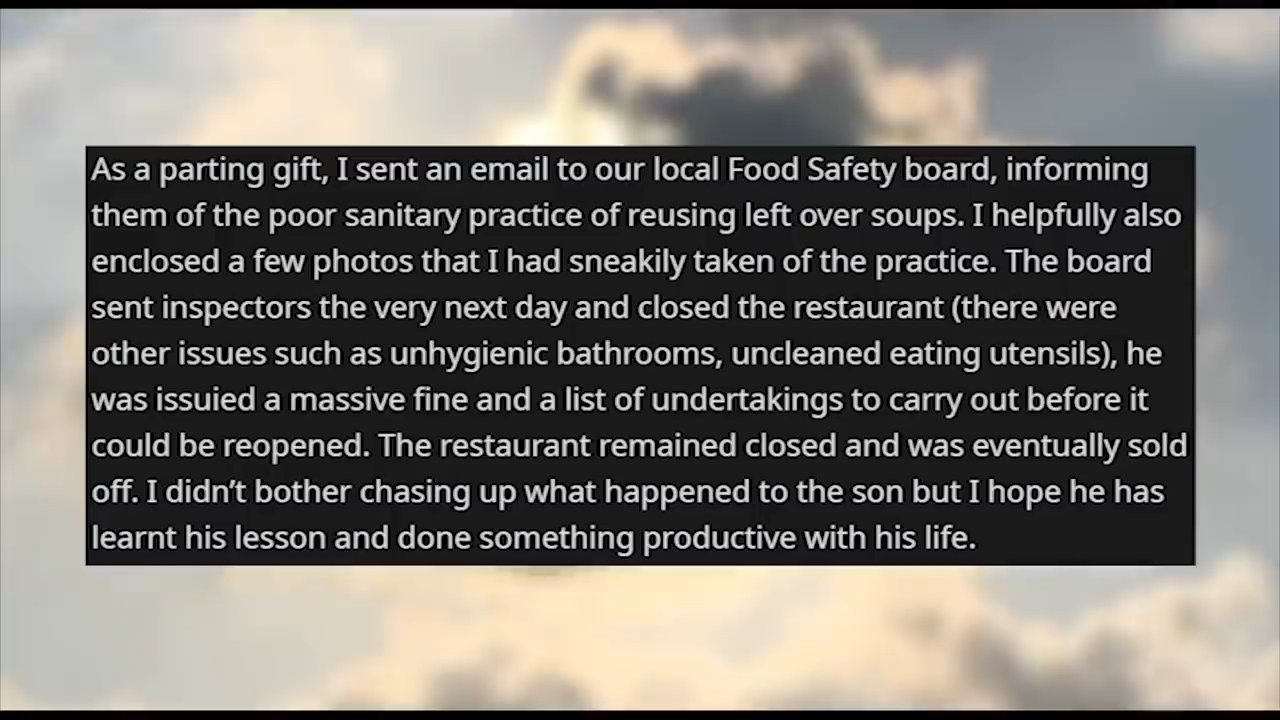 As a parting gift, I sent an email to our local Food Safety board, informing
them of the poor sanitary practice of reusing left over soups. I helpfully also
enclosed a few photos that I had sneakily taken of the practice. The board
sent inspectors the very next day and closed the restaurant (there were
other issues such as unhygienic bathrooms, uncleaned eating utensils), he
was issuied a massive fine and a list of undertakings to carry out before it
could be reopened. The restaurant remained closed and was eventually sold
off. I didn’t bother chasing up what happened to the son but I hope he has
learnt his lesson and done something productive with his life.